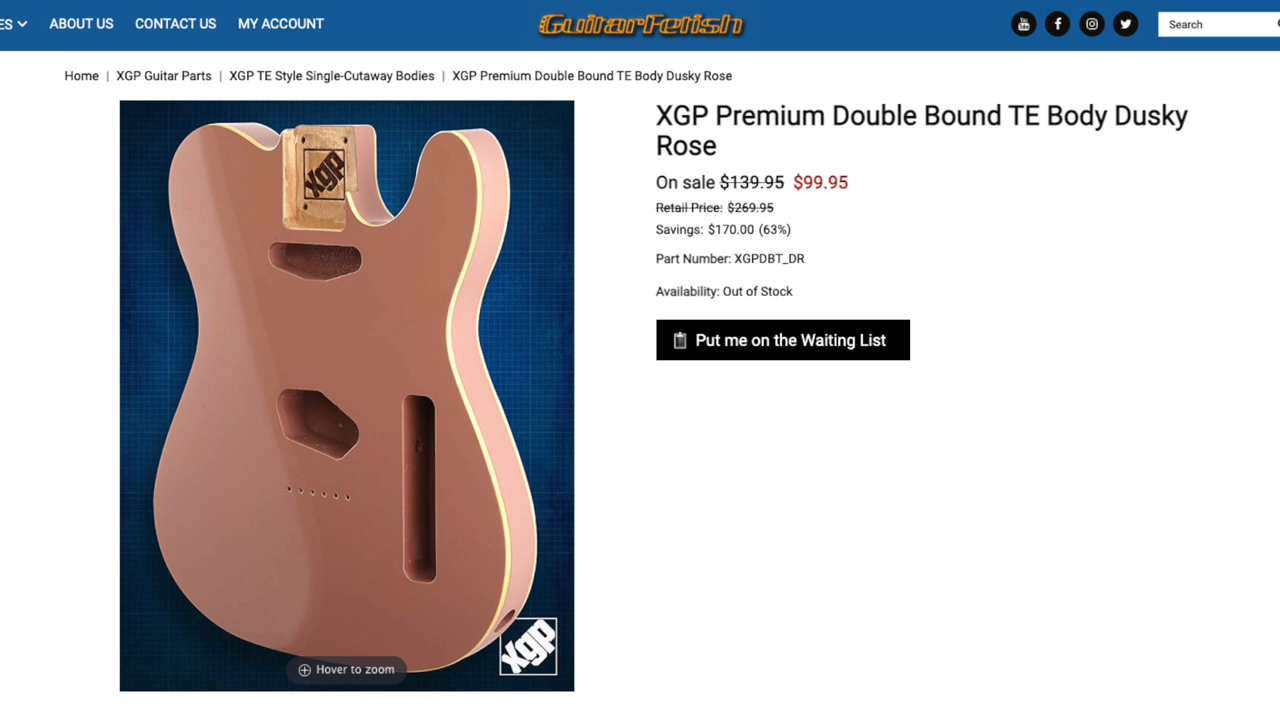 ES
ABOUT US
CONTACT US
MY ACCOUNT
GuitarFetish
Search
Home | XGP Guitar Parts | XGP TE Style Single-Cutaway Bodies | XGP Premium Double Bound TE Body Dusky Rose
xgp
XGP Premium Double Bound TE Body Dusky
Rose
On sale $139.95 $99.95
Retail Price: $269.95
Savings: $170.00 (63%)
Part Number: XGPDBT_DR
Availability: Out of Stock
Put me on the Waiting List
xgp
Hover to zoom